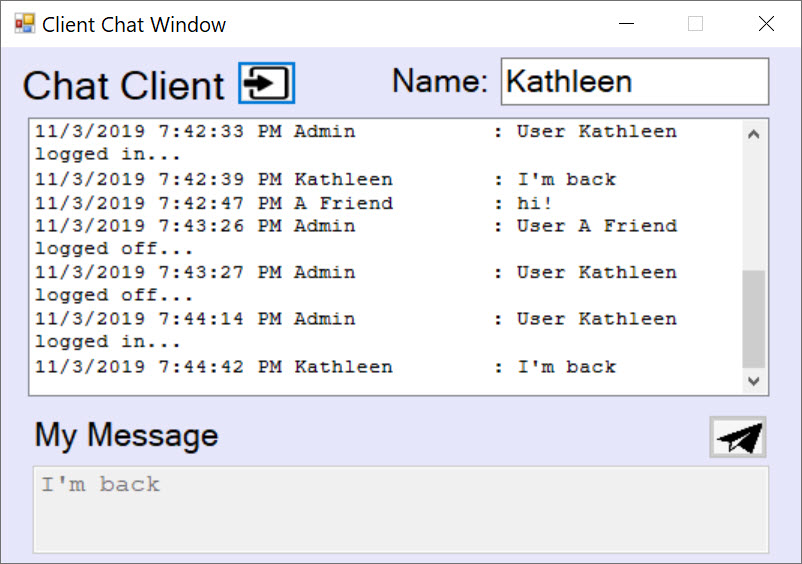 Client Chat Window
Chat Client
Name: Kathleen
11/3/2019 7:42:33 PM Admin : User Kathleen
logged in...
11/3/2019 7:42:39 PM Kathleen : I'm back
11/3/2019 7:42:47 PM A Friend : hi!
11/3/2019 7:43:26 PM Admin : User A Friend
logged off...
11/3/2019 7:43:27 PM Admin : User Kathleen
logged off...
11/3/2019 7:44:14 PM Admin : User Kathleen
logged in...
11/3/2019 7:44:42 PM Kathleen : I'm back
My Message
I'm back